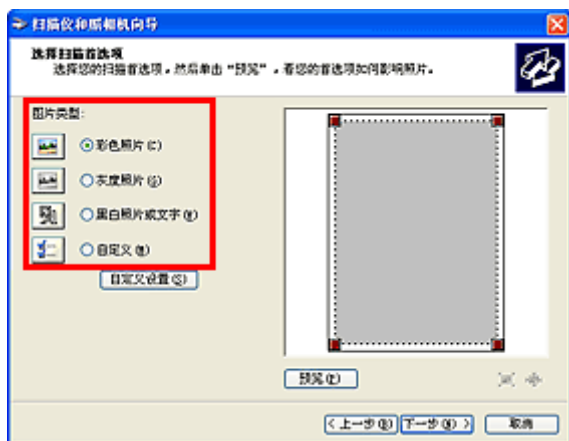 扫描仪和照相机向导
选择扫描首选项
选择您的扫描首选项，然后单击“预览”，看您的首选项如何影响照片。
图片类型:
彩色照片(C)
灰度照片(G)
黑白照片或文字(W)
自定义(M)
自定义设置(S)
预览(P)
<上一步(B) 下一步(N)> 取消